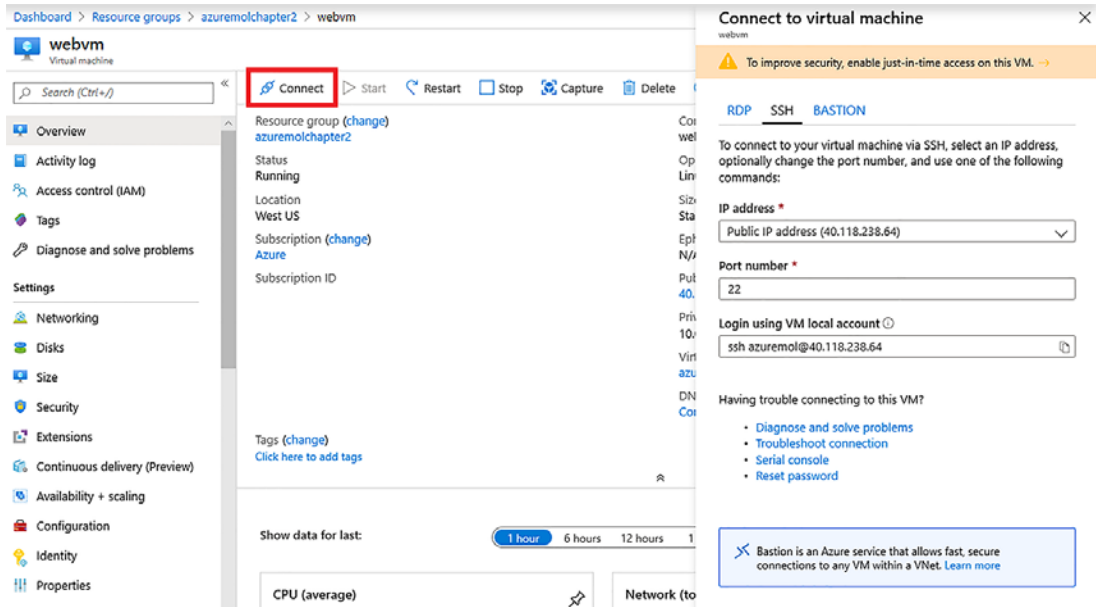 Dashboard > Resource groups > azuremolchapter2 > webvm
webvm
Virtual machine
Search (Ctrl+/)
«
Overview
Activity log
Access control (IAM)
Tags
Diagnose and solve problems
Settings
Networking
Disks
Size
Security
Extensions
Continuous delivery (Preview)
Availability + scaling
Configuration
Identity
Properties
Connect Start Restart Stop Capture Delete
Resource group (change)
azuremolchapter2
Status
Running
Location
West US
Subscription (change)
Azure
Subscription ID
Tags (change)
Click here to add tags
N/A
40.
10.
Show data for last:
1 hour 6 hours 12 hours 1
CPU (average)
Network (to
Connect to virtual machine
webvm
To improve security, enable just-in-time access on this VM. →
RDP SSH BASTION
To connect to your virtual machine via SSH, select an IP address,
optionally change the port number, and use one of the following
commands:
IP address *
Public IP address (40.118.238.64)
Port number *
22
Login using VM local account
ssh azuremol@40.118.238.64
Having trouble connecting to this VM?
• Diagnose and solve problems
• Troubleshoot connection
• Serial console
• Reset password
Bastion is an Azure service that allows fast, secure
connections to any VM within a VNet. Learn more